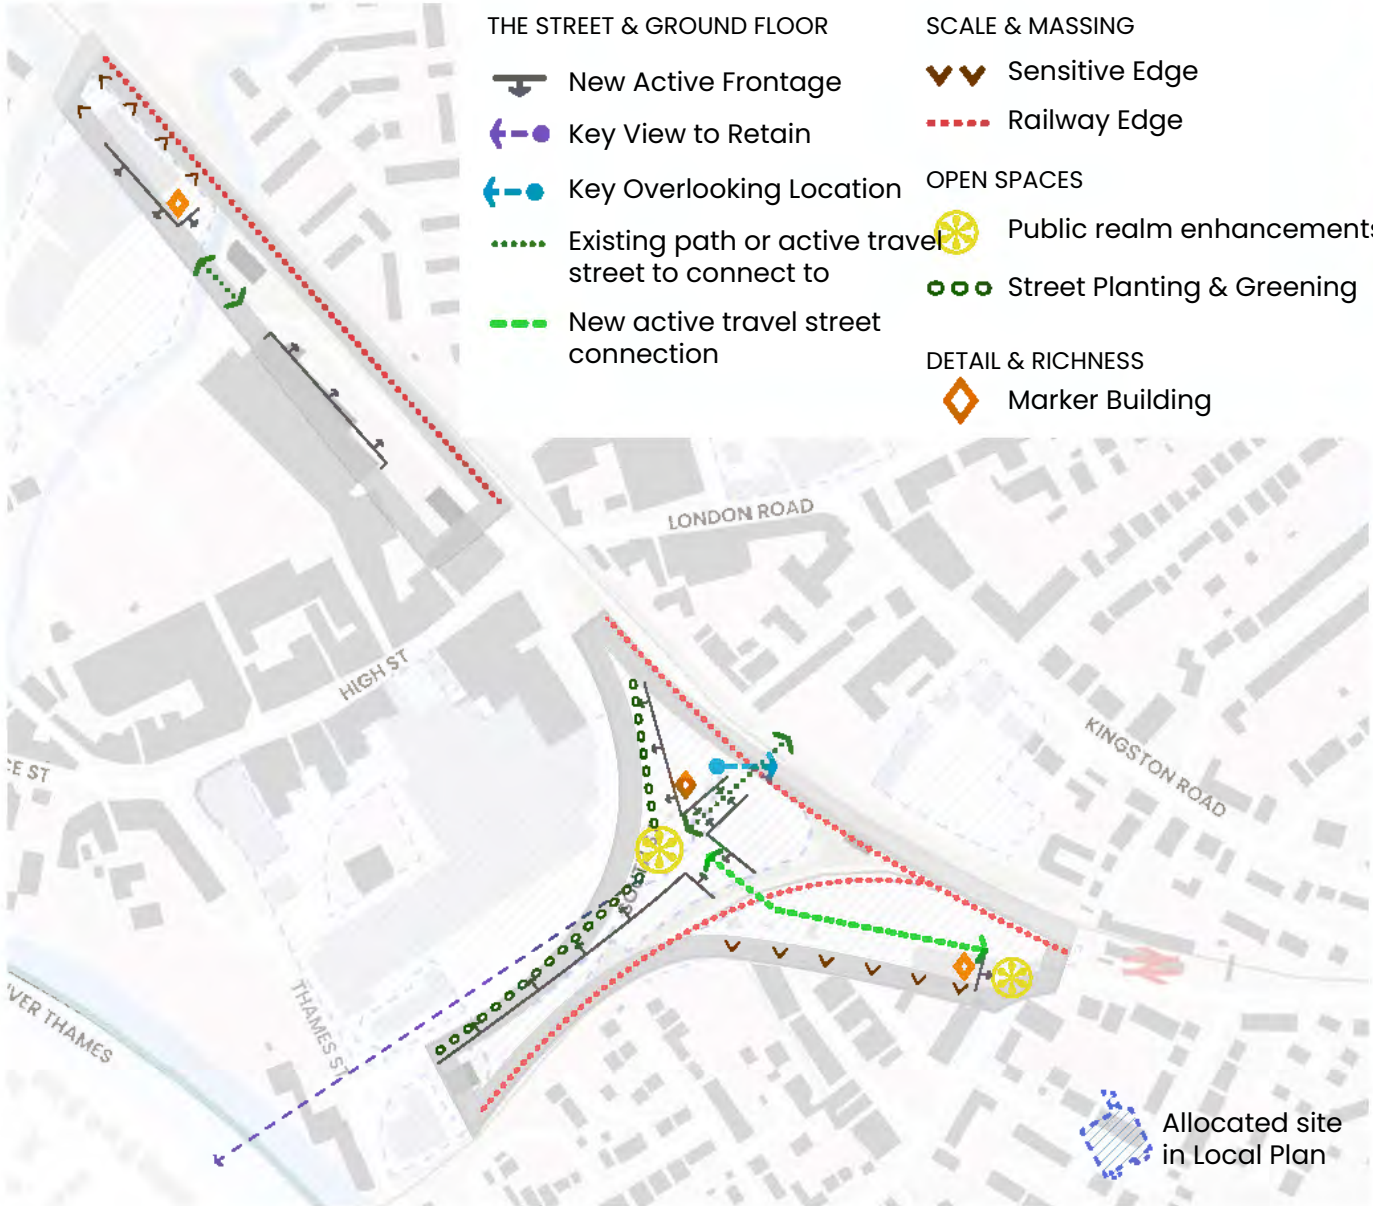 THE STREET & GROUND FLOOR
New Active Frontage
Key View to Retain
Key Overlooking Location
Existing path or active travel
street to connect to
New active travel street
connection
SCALE & MASSING
Sensitive Edge
Railway Edge
OPEN SPACES
Public realm enhancements
Street Planting & Greening
DETAIL & RICHNESS
Marker Building
LONDON ROAD
HIGH ST
KINGSTON ROAD
CE ST
THAMES ST
IVER THAMES
Allocated site
in Local Plan